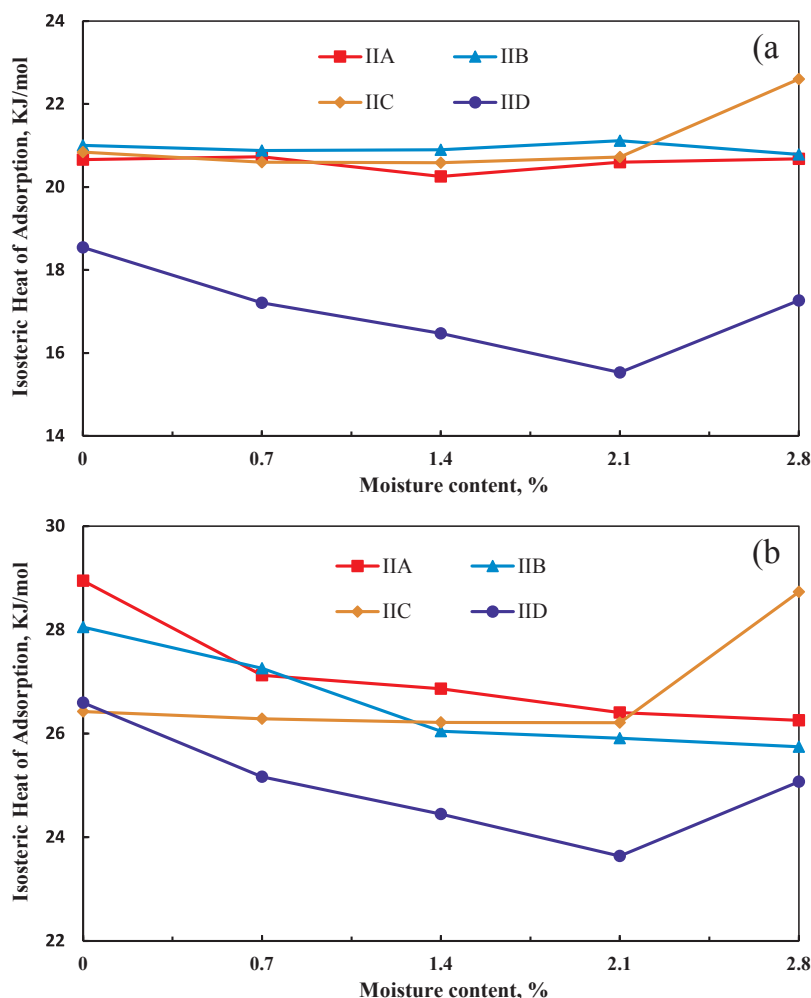 (a
IIA
IIB
IIC
IID
Isosteric Heat of Adsorption, KJ/mol
24
22
20
18
16
14
0 0.7 1.4 2.1 2.8
Moisture content, %
(b
IIA
IIB
IIC
IID
Isosteric Heat of Adsorption, KJ/mol
30
28
26
24
22
0 0.7 1.4 2.1 2.8
Moisture content, %